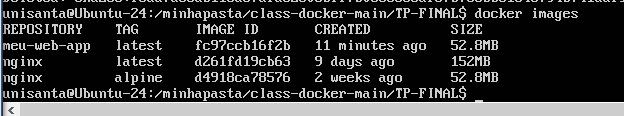 unisanta@Ubuntu-24:/minhapasta/class-docker-main/TP-FINAL$ docker images
REPOSITORY TAG IMAGE ID CREATED SIZE
meu-web-app latest fc97ccb16f2b 11 minutes ago 52.8MB
nginx latest d261fd19cb63 9 days ago 152MB
nginx alpine d4918ca78576 2 weeks ago 52.8MB
unisanta@Ubuntu-24:/minhapasta/class-docker-main/TP-FINAL$ _